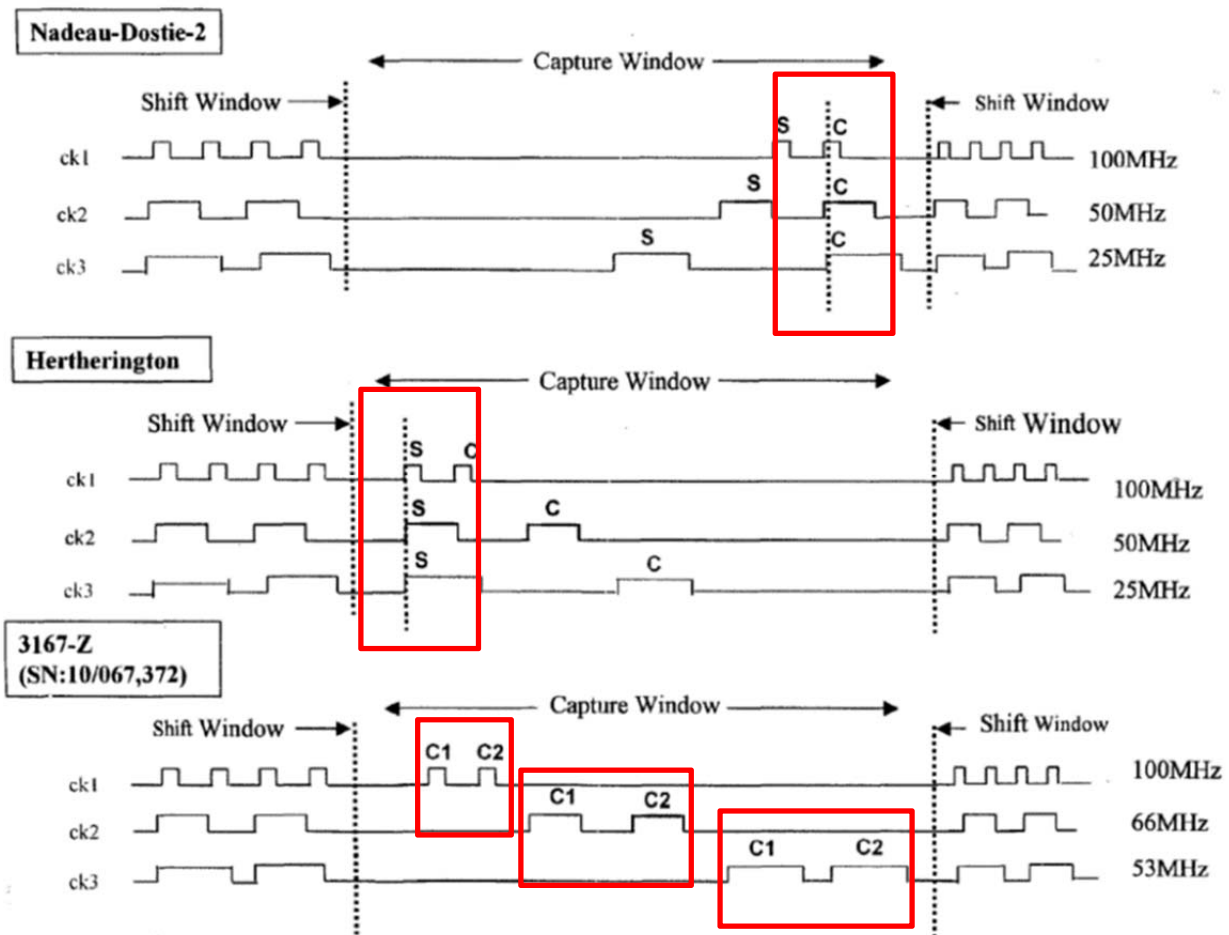 Nadeau-Dostie-2
Capture Window
Shift Window
Shift Window
S C
ck1
100MHz
S C
ck2
50MHz
S C
ck3
25MHz
Hertherington
Capture Window
Shift Window
Shift Window
S C
ck1
100MHz
S C
ck2
50MHz
S C
ck3
25MHz
3167-Z
(SN:10/067,372)
Capture Window
Shift Window
Shift Window
C1 C2
ck1
100MHz
C1 C2
ck2
66MHz
C1 C2
ck3
53MHz